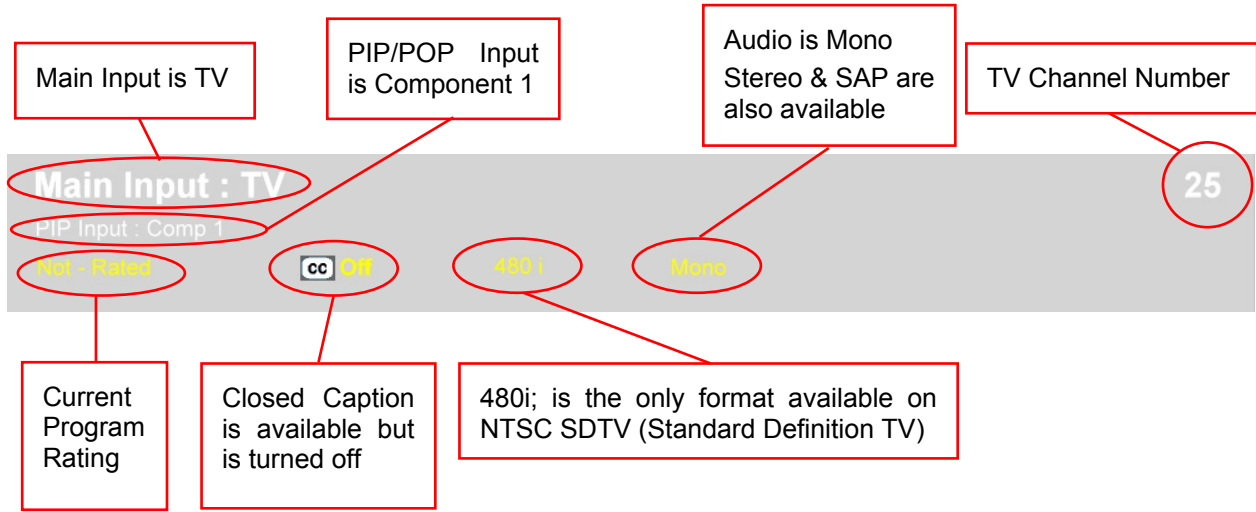 Main Input is TV
PIP/POP Input
is Component 1
Audio is Mono
Stereo & SAP are
also available
TV Channel Number
Main Input : TV
25
PIP Input : Comp 1
Not - Rated
cc Off
480 i
Mono
Current
Program
Rating
Closed Caption
is available but
is turned off
480i; is the only format available on
NTSC SDTV (Standard Definition TV)